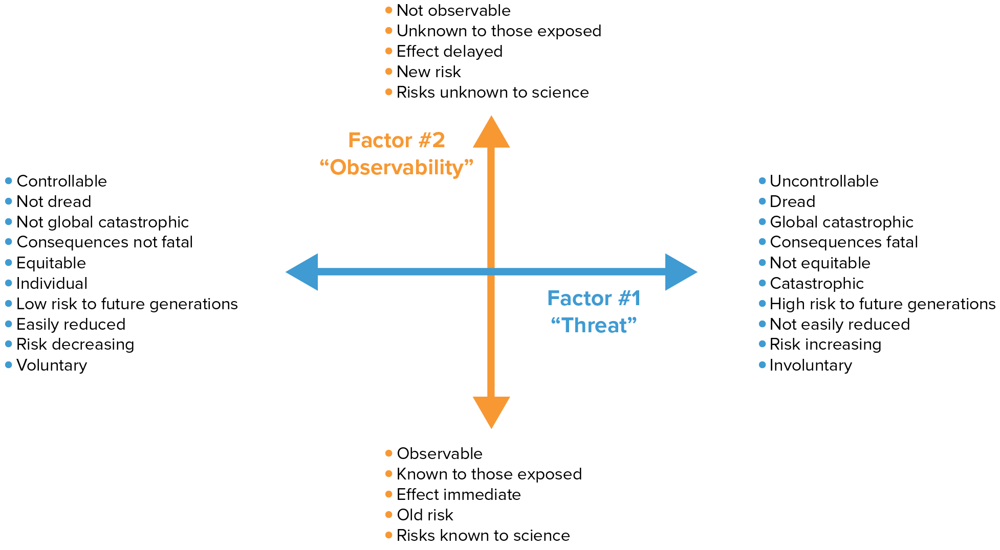 • Not observable
• Unknown to those exposed
• Effect delayed
• New risk
• Risks unknown to science
Factor #2
“Observability”
• Controllable
• Not dread
• Not global catastrophic
• Consequences not fatal
• Equitable
• Individual
• Low risk to future generations
• Easily reduced
• Risk decreasing
• Voluntary
• Uncontrollable
• Dread
• Global catastrophic
• Consequences fatal
• Not equitable
• Catastrophic
• High risk to future generations
• Not easily reduced
• Risk increasing
• Involuntary
Factor #1
“Threat”
• Observable
• Known to those exposed
• Effect immediate
• Old risk
• Risks known to science